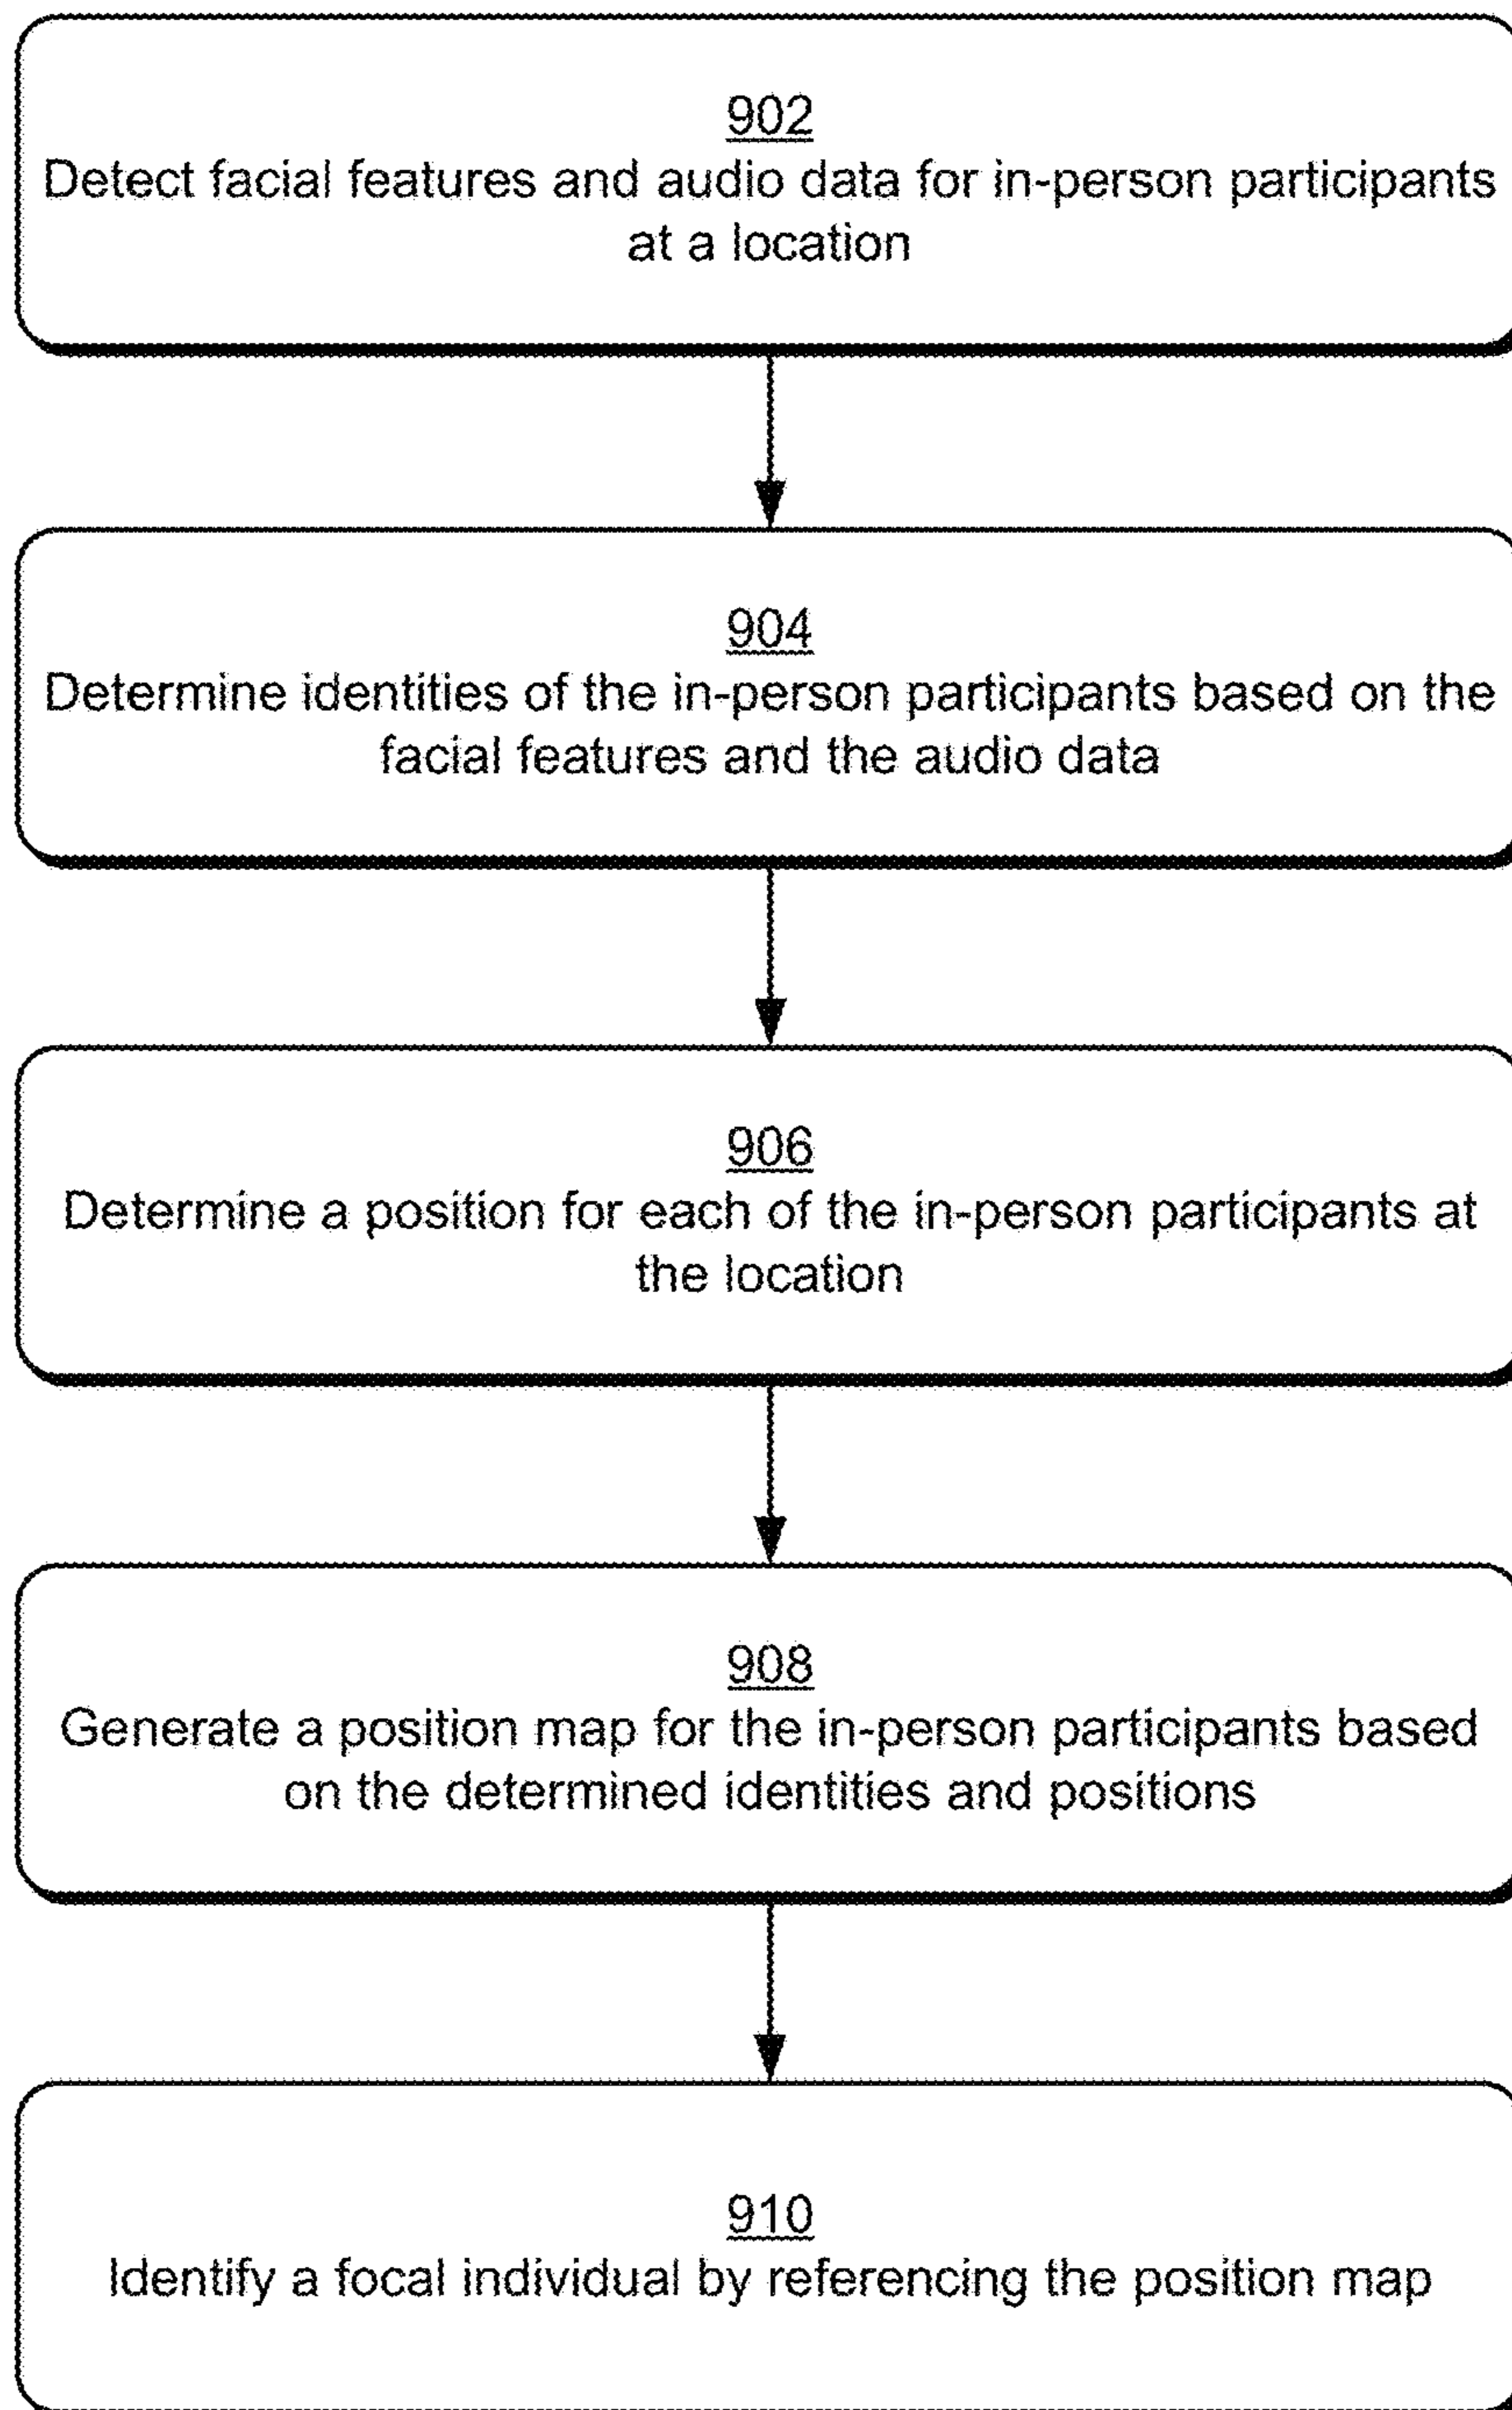 902
Detect facial features and audio data for in-person participants
at a location
904
Determine identities of the in-person participants based on the
facial features and the audio data
906
Determine a position for each of the in-person participants at
the location
908
Generate a position map for the in-person participants based
on the determined identities and positions
910
Identify a focal individual by referencing the position map